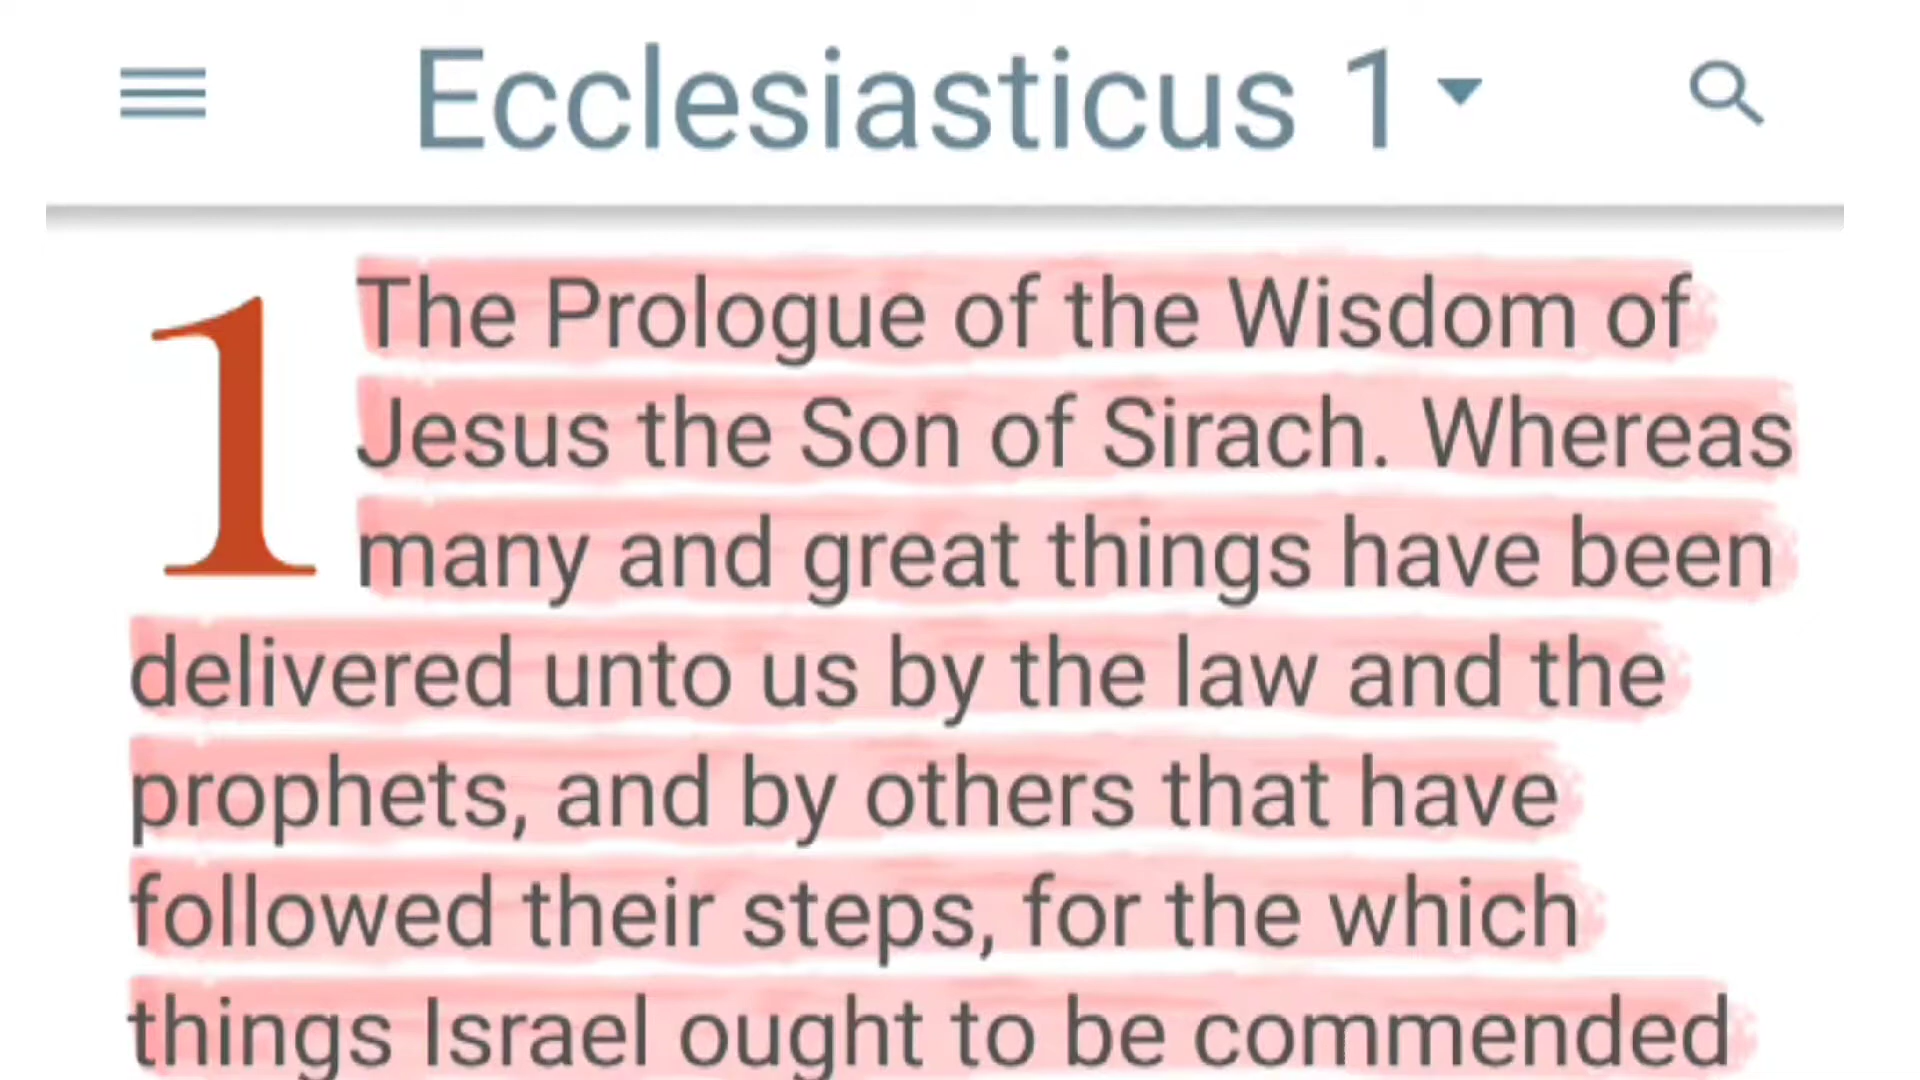 Ecclesiasticus 1
1
The Prologue of the Wisdom of
Jesus the Son of Sirach. Whereas
many and great things have been
delivered unto us by the law and the
prophets, and by others that have
followed their steps, for the which
things Israel ought to be commended